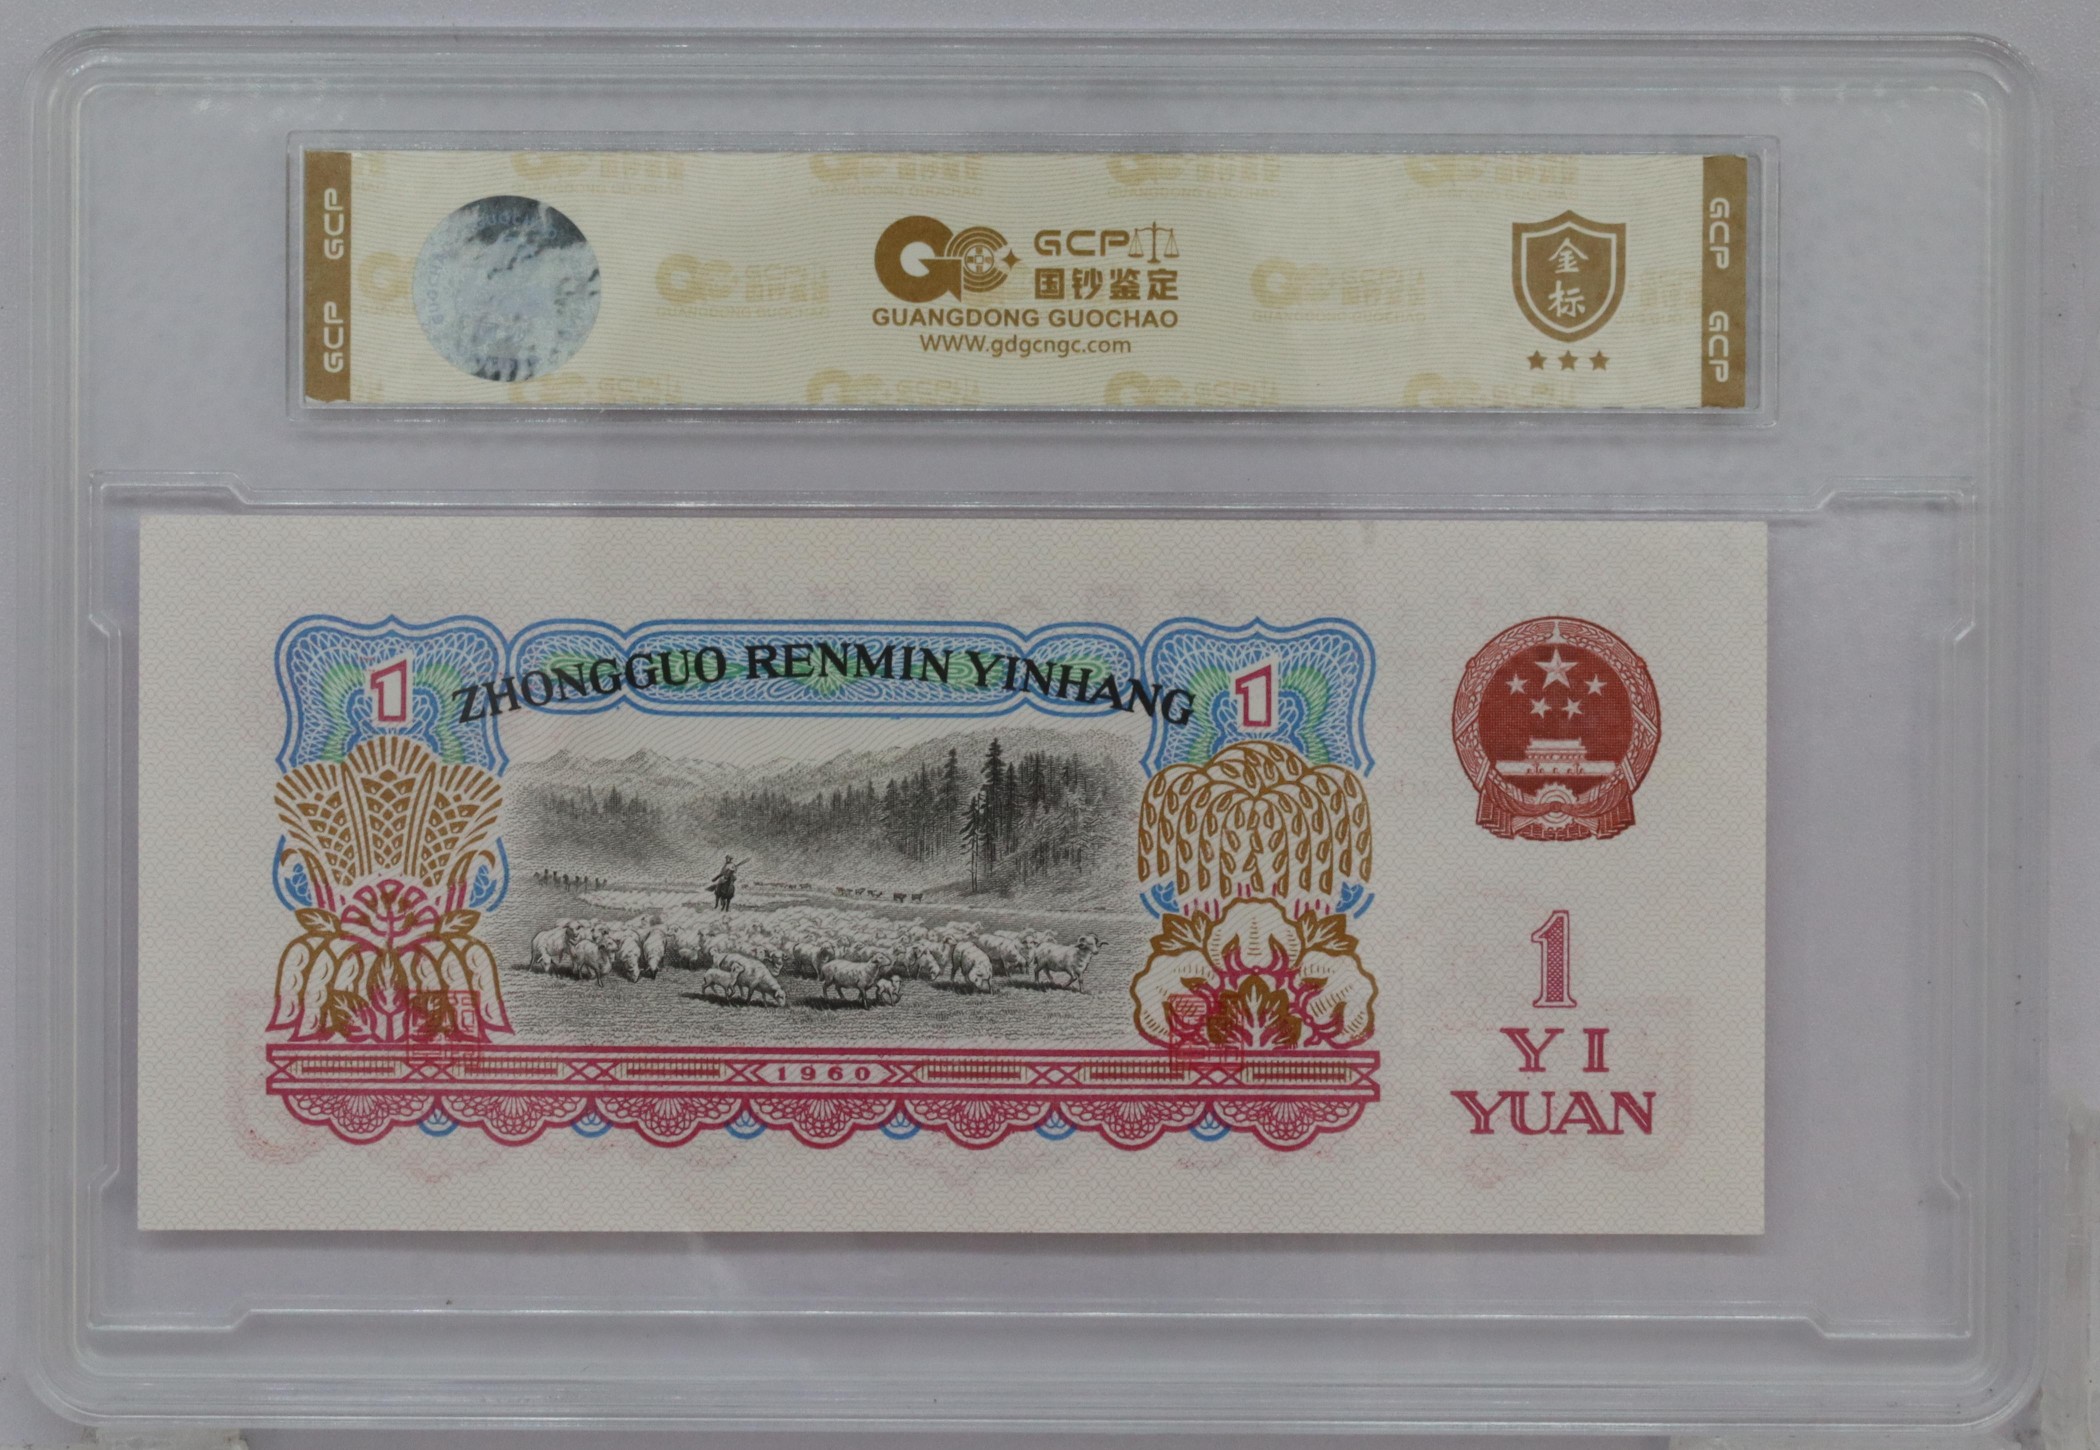 GCP GCP
GCP
国钞鉴定
GUANGDONG GUOCHAO
WWW.gdgcngc.com
金标
GCP GCP
1
ZHONGGUO RENMIN YINHANG
1
1960
1
YI
YUAN